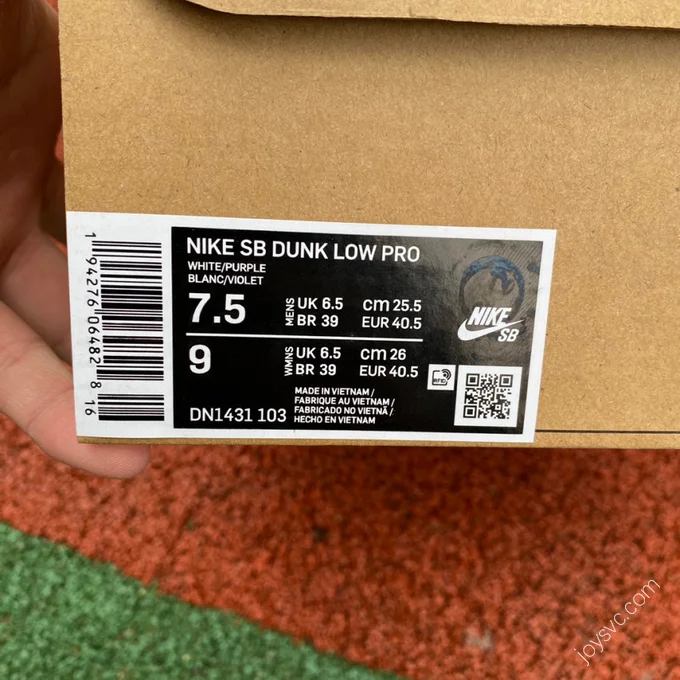 NIKE SB DUNK LOW PRO
WHITE/PURPLE
BLANC/VIOLET
7.5 MENS UK 6.5 cm 25.5
BR 39 EUR 40.5
9 WMNS UK 6.5 cm 26
BR 39 EUR 40.5
MADE IN VIETNAM /
FABRIQUE AU VIETNAM /
FABRICADO NO VIETNÃ /
HECHO EN VIETNAM
DN1431 103
RFID
NIKE
SB
1 94276 06482 8 16
joysvc.com